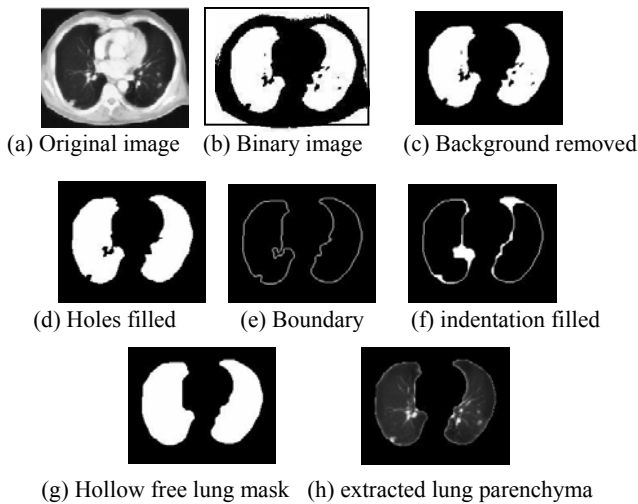 (a) Original image (b) Binary image (c) Background removed
(d) Holes filled (e) Boundary (f) indentation filled
(g) Hollow free lung mask (h) extracted lung parenchyma